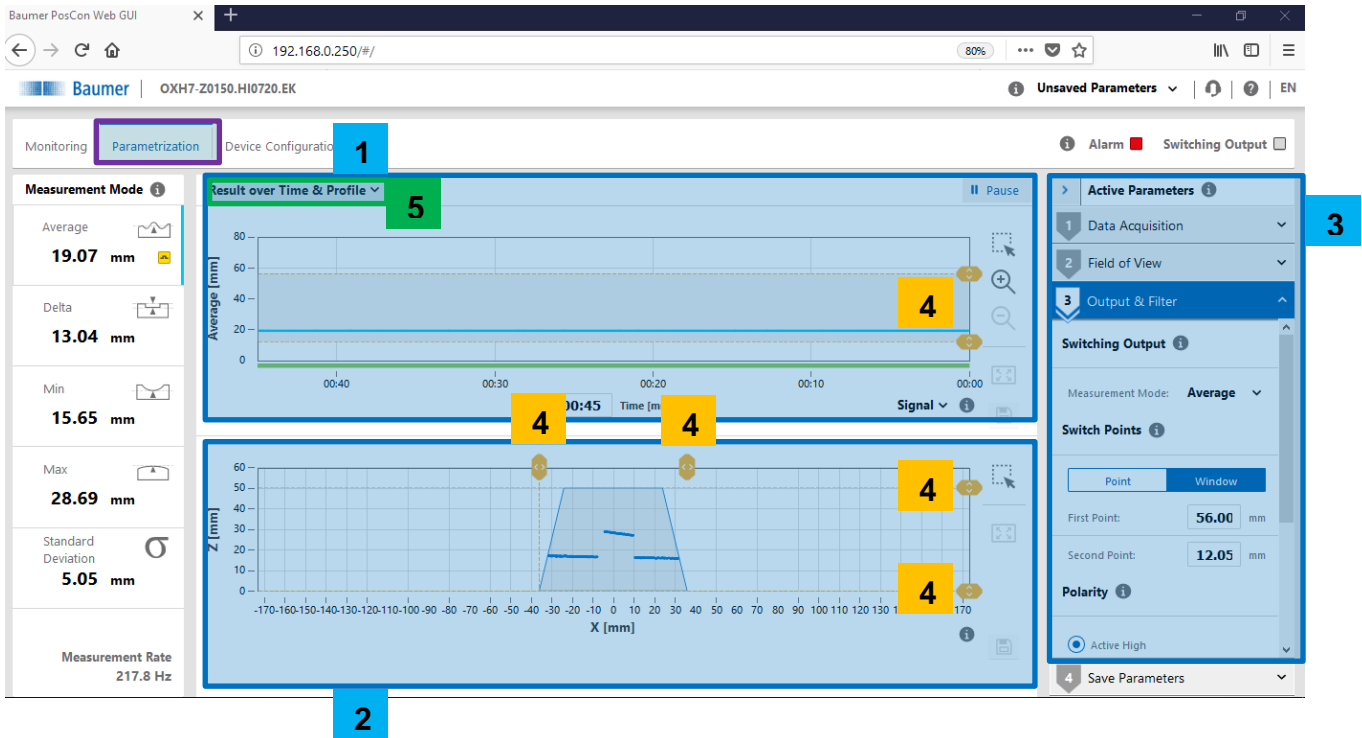 Baumer PosCon Web GUI
192.168.0.250/#/
80%
Baumer OXH7-Z0150.HI0720.EK
Unsaved Parameters
EN
Monitoring Parametrization Device Configuratio
Alarm Switching Output
1
Measurement Mode
Average
19.07 mm
Delta
13.04 mm
Min
15.65 mm
Max
28.69 mm
Standard
Deviation
σ
5.05 mm
Measurement Rate
217.8 Hz
Result over Time & Profile
Pause
5
Average [mm]
80
60
40
20
0
4
00:40 00:30 00:20 00:10 00:00
00:45 Time [m
Signal
4 4
Z [mm]
60
50
40
30
20
10
0
4
4
-170 -160 -150 -140 -130 -120 -110 -100 -90 -80 -70 -60 -50 -40 -30 -20 -10 0 10 20 30 40 50 60 70 80 90 100 110 120 130 170
X [mm]
2
Active Parameters
3
1 Data Acquisition
2 Field of View
3 Output & Filter
Switching Output
Measurement Mode: Average
Switch Points
Point Window
First Point: 56.00 mm
Second Point: 12.05 mm
Polarity
Active High
4 Save Parameters